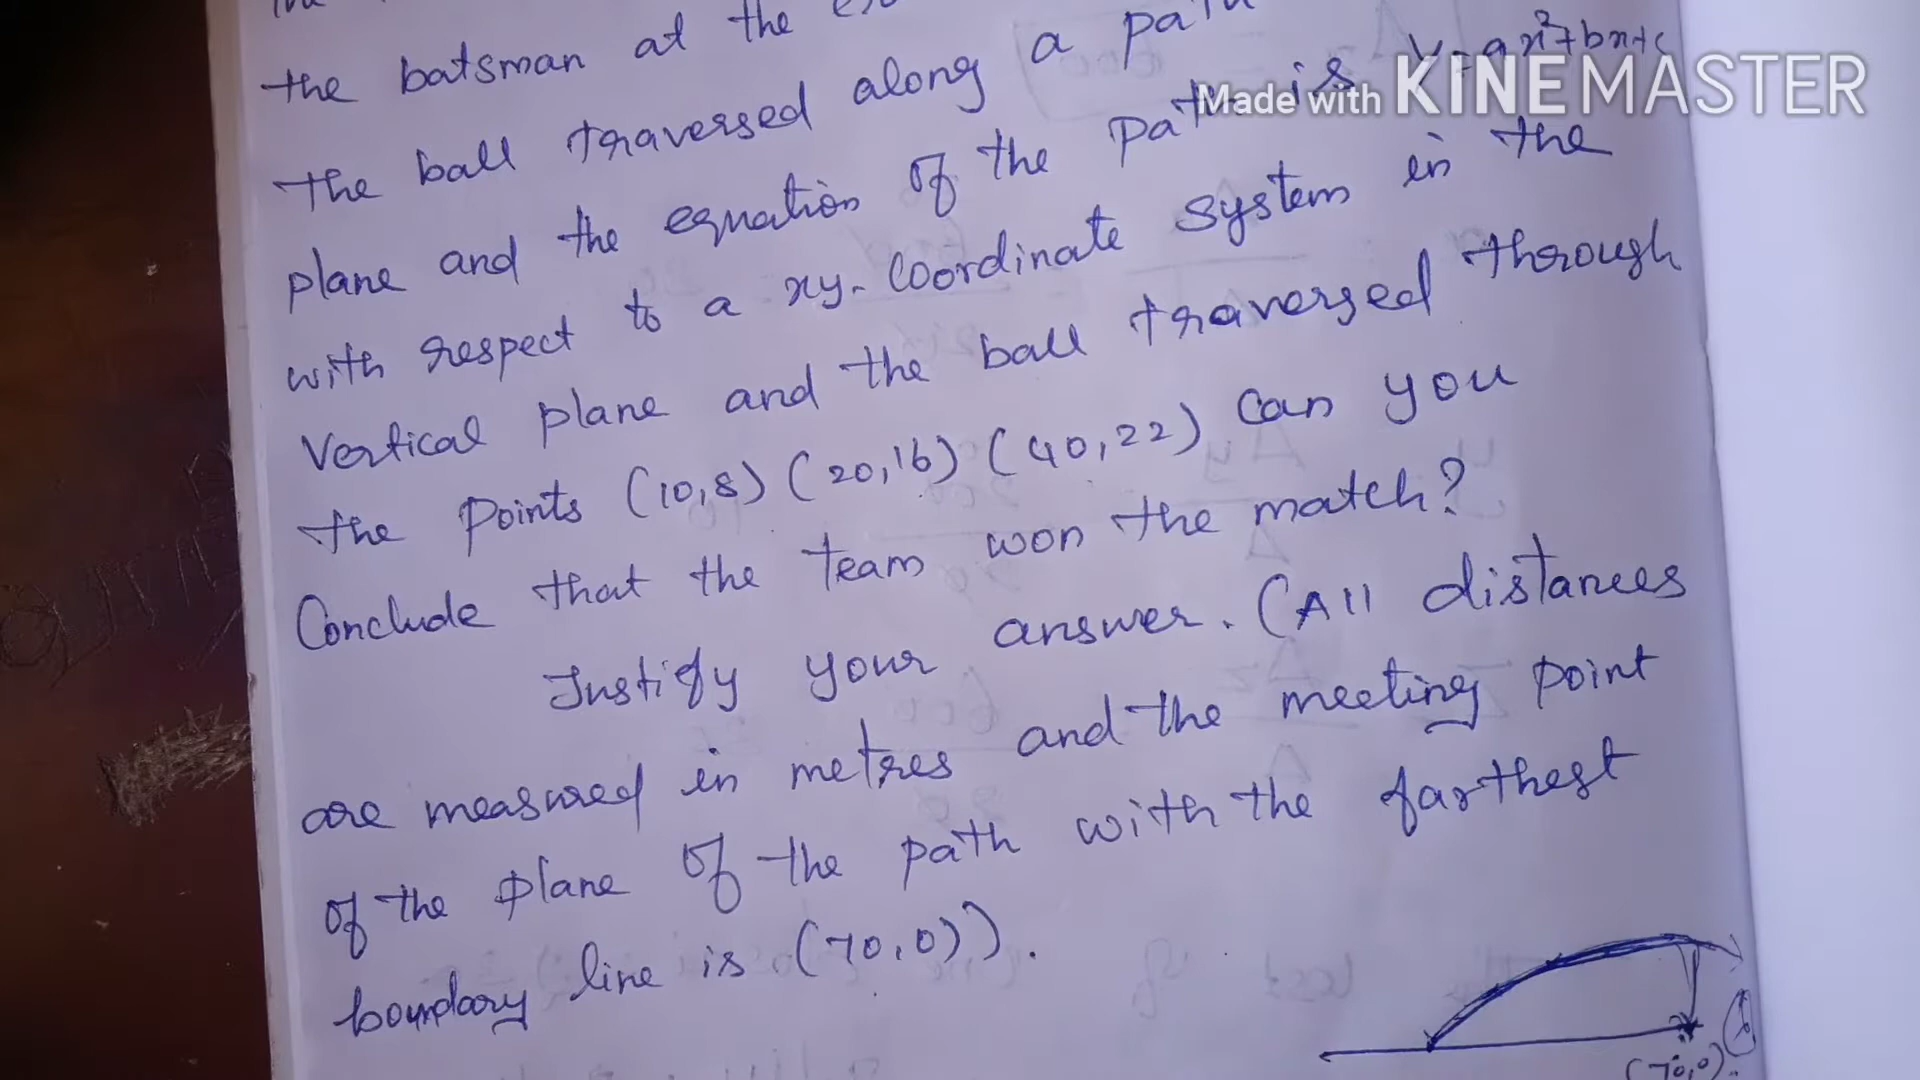 the batsman at the
the ball traversed along a path
plane and the equation of the path is y=ax²+bx+c
with respect to a xy-coordinate system in the
Vertical plane and the ball traversed through
the points (10,8) (20,16) (40,22) Can you
Conclude that the team won the match?
Justify your answer. (All distances
are measured in metres and the meeting point
of the plane of the path with the farthest
boundary line is (70,0)).
(70,0)
Made with KINEMASTER